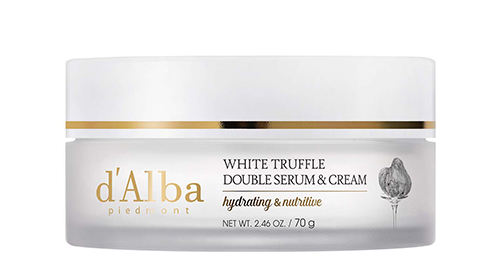 d'Alba
piedmont
WHITE TRUFFLE
DOUBLE SERUM & CREAM
hydrating & nutritive
NET WT. 2.46 OZ. / 70 g